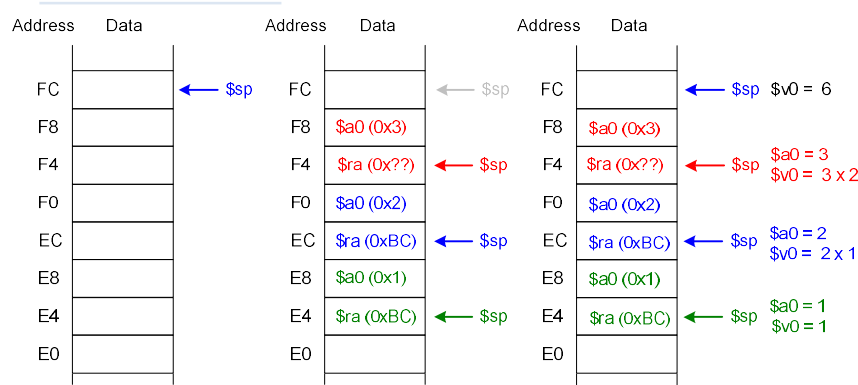 Address Data Address Data Address Data
FC $sp FC $sp FC $sp $v0 = 6
F8 F8 $a0 (0x3) F8 $a0 (0x3)
F4 F4 $ra (0x??) $sp F4 $ra (0x??) $sp $a0 = 3
$v0 = 3 x 2
F0 F0 $a0 (0x2) F0 $a0 (0x2)
EC EC $ra (0xBC) $sp EC $ra (0xBC) $sp $a0 = 2
$v0 = 2 x 1
E8 E8 $a0 (0x1) E8 $a0 (0x1)
E4 E4 $ra (0xBC) $sp E4 $ra (0xBC) $sp $a0 = 1
$v0 = 1
E0 E0 E0